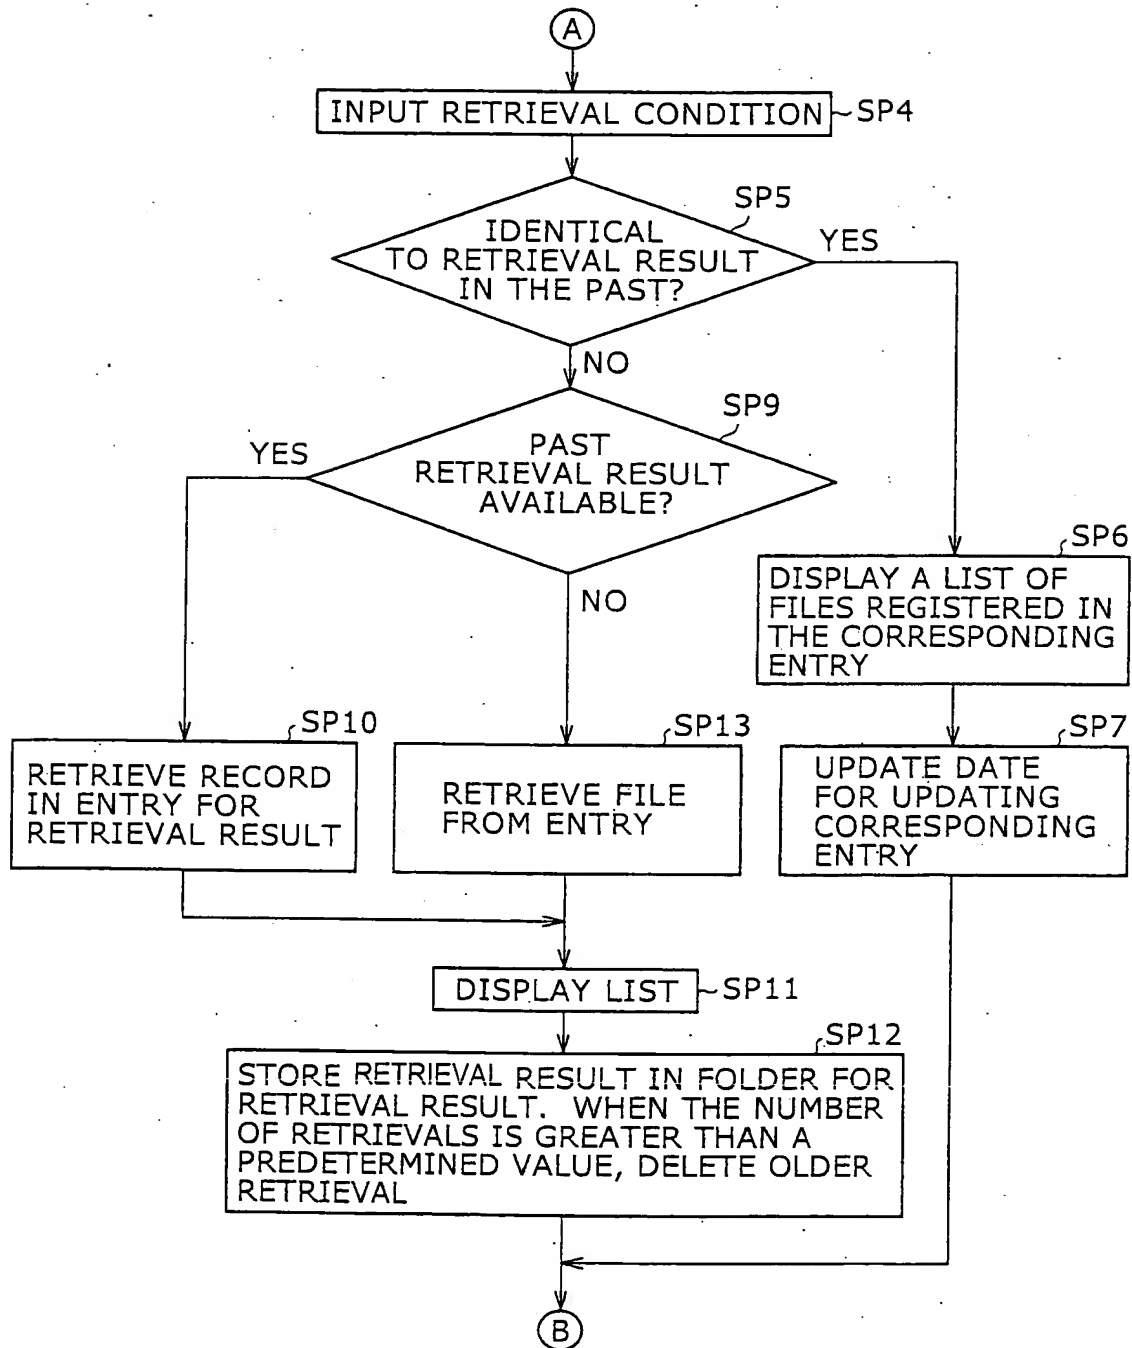 A
INPUT RETRIEVAL CONDITION
SP4
SP5
IDENTICAL
TO RETRIEVAL RESULT
IN THE PAST?
YES
NO
SP9
PAST
RETRIEVAL RESULT
AVAILABLE?
YES
NO
SP6
DISPLAY A LIST OF
FILES REGISTERED IN
THE CORRESPONDING
ENTRY
SP10
RETRIEVE RECORD
IN ENTRY FOR
RETRIEVAL RESULT
SP13
RETRIEVE FILE
FROM ENTRY
SP7
UPDATE DATE
FOR UPDATING
CORRESPONDING
ENTRY
DISPLAY LIST
SP11
SP12
STORE RETRIEVAL RESULT IN FOLDER FOR
RETRIEVAL RESULT. WHEN THE NUMBER
OF RETRIEVALS IS GREATER THAN A
PREDETERMINED VALUE, DELETE OLDER
RETRIEVAL
B